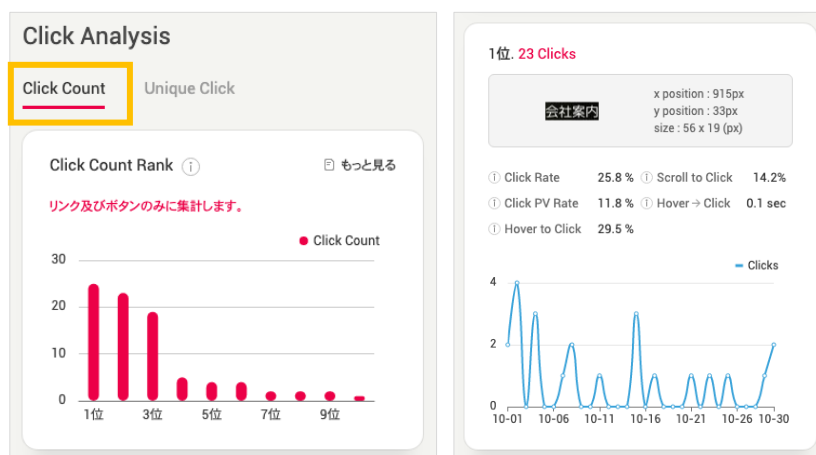 Click Analysis
Click Count
Unique Click
Click Count Rank
もっと見る
リンク及びボタンのみに集計します。
Click Count
30
20
10
0
1位 3位 5位 7位 9位
1位. 23 Clicks
会社案内
x position : 915px
y position : 33px
size : 56 x 19 (px)
Click Rate 25.8 % Scroll to Click 14.2%
Click PV Rate 11.8 % Hover → Click 0.1 sec
Hover to Click 29.5 %
Clicks
4
2
0
10-01 10-06 10-11 10-16 10-21 10-26 10-30